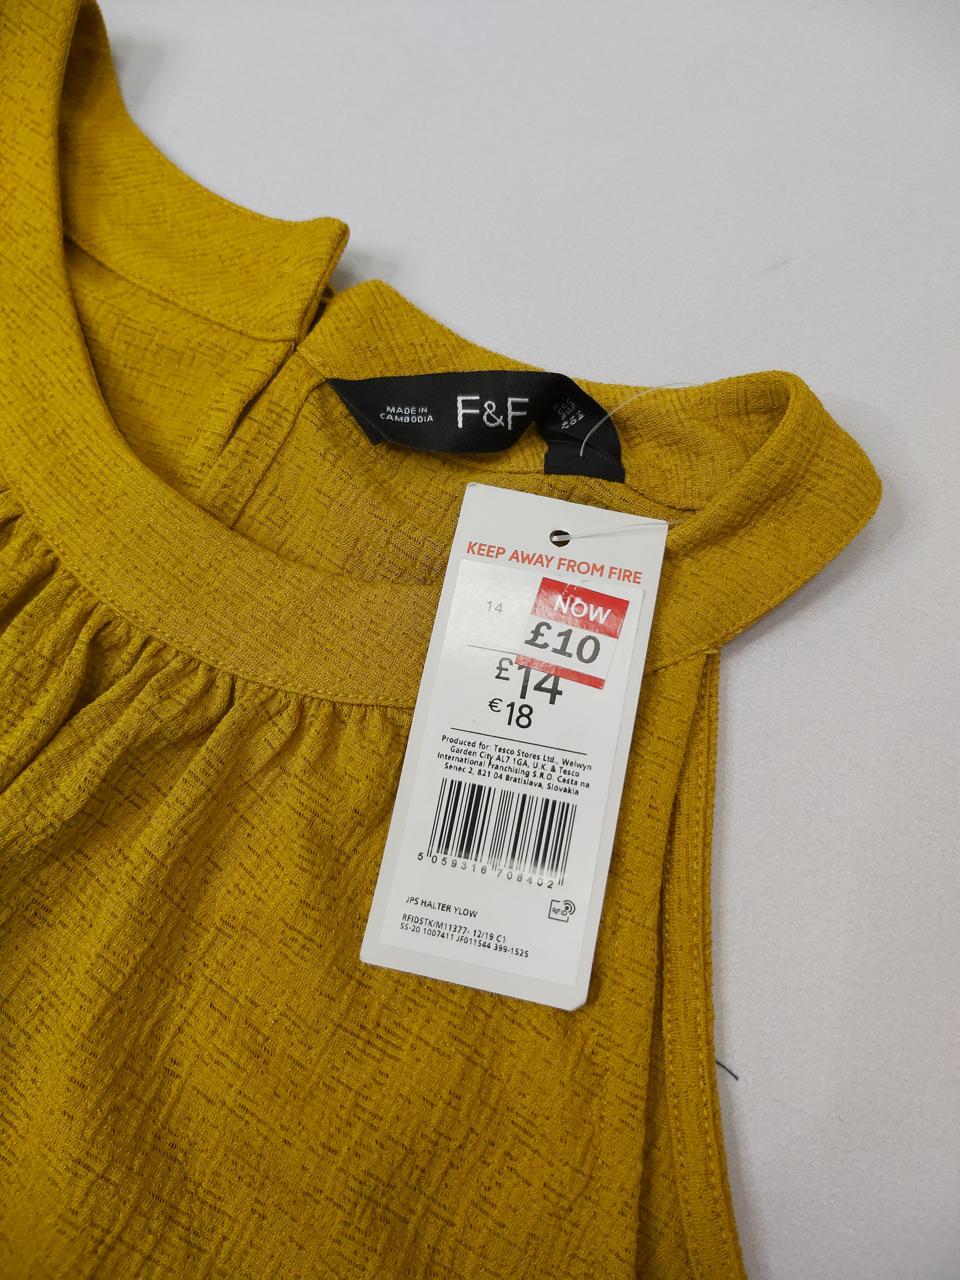 MADE IN
CAMBODIA
F&F
KEEP AWAY FROM FIRE
14
NOW
£10
£14
€18
Produced for: Tesco Stores Ltd., Welwyn
Garden City AL7 1GA, U.K. & Tesco
International Franchising S.R.O. Cesta na
Senec 2, 821 04 Bratislava, Slovakia
5 059316 708402
JPS HALTER YLOW
RFID
RFIDSTK/M11377- 12/19 C1
SS-20 1007411 JF011544 399-1525